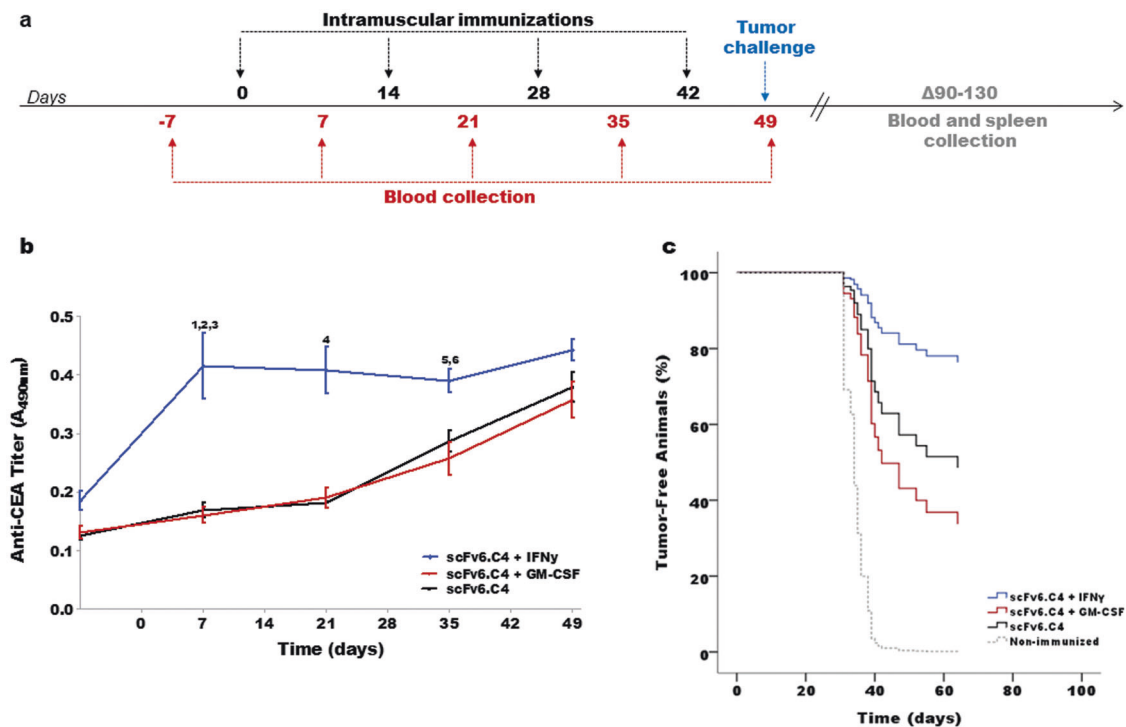 a
Intramuscular immunizations
Tumor
challenge
Days
0 14 28 42
Δ90-130
-7 7 21 35 49
Blood and spleen
collection
Blood collection
b
Anti-CEA Titer (A490nm)
0.5
0.4
0.3
0.2
0.1
0.0
1,2,3
4
5,6
scFv6.C4 + IFNγ
scFv6.C4 + GM-CSF
scFv6.C4
0 7 14 21 28 35 42 49
Time (days)
c
Tumor-Free Animals (%)
100
80
60
40
20
0
scFv6.C4 + IFNγ
scFv6.C4 + GM-CSF
scFv6.C4
Non-immunized
0 20 40 60 80 100
Time (days)